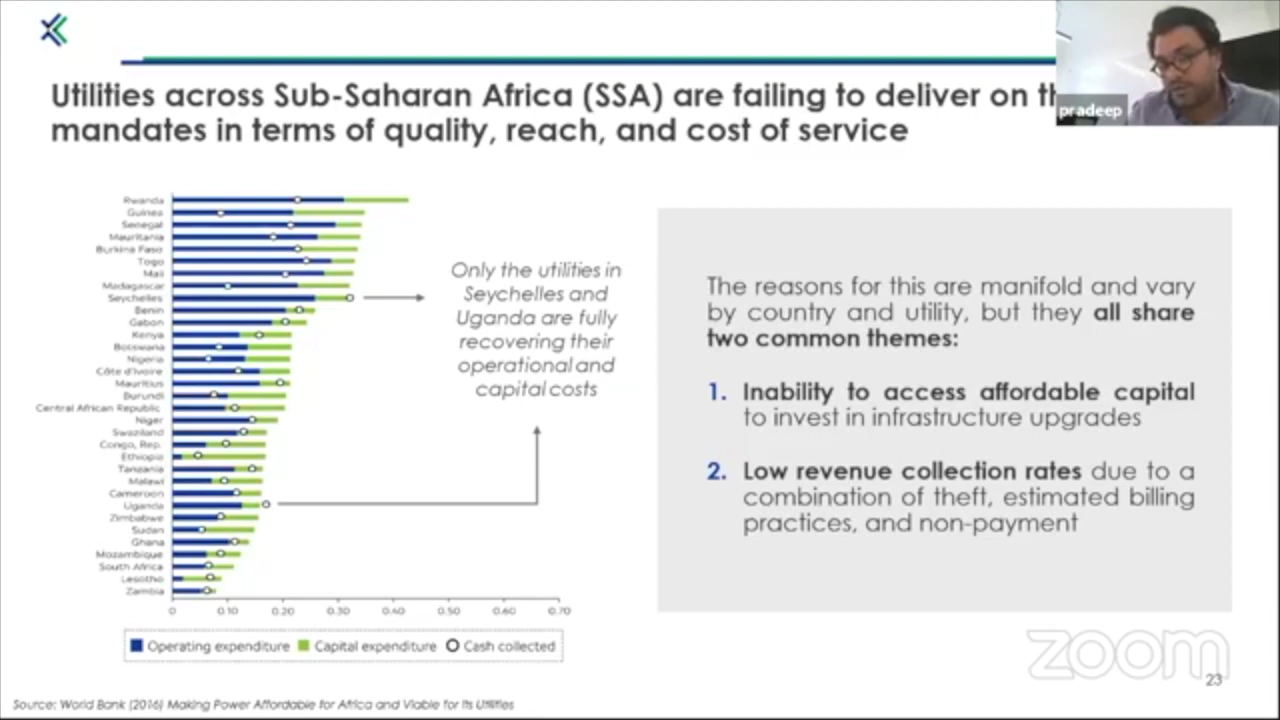 Utilities across Sub-Saharan Africa (SSA) are failing to deliver on
mandates in terms of quality, reach, and cost of service
pradeep
Rwanda
Guinea
Senegal
Mauritania
Burkina Faso
Togo
Mali
Madagascar
Seychelles
Benin
Gabon
Kenya
Botswana
Nigeria
Côte d'Ivoire
Mauritius
Burundi
Central African Republic
Niger
Swaziland
Congo, Rep.
Ethiopia
Tanzania
Malawi
Cameroon
Uganda
Zimbabwe
Sudan
Ghana
Mozambique
South Africa
Lesotho
Zambia
0 0.10 0.20 0.30 0.40 0.50 0.60 0.70
Operating expenditure Capital expenditure Cash collected
Only the utilities in
Seychelles and
Uganda are fully
recovering their
operational and
capital costs
The reasons for this are manifold and vary
by country and utility, but they all share
two common themes:
1. Inability to access affordable capital
to invest in infrastructure upgrades
2. Low revenue collection rates due to a
combination of theft, estimated billing
practices, and non-payment
zoom
23
Source: World Bank (2016) Making Power Affordable for Africa and Viable for Its Utilities